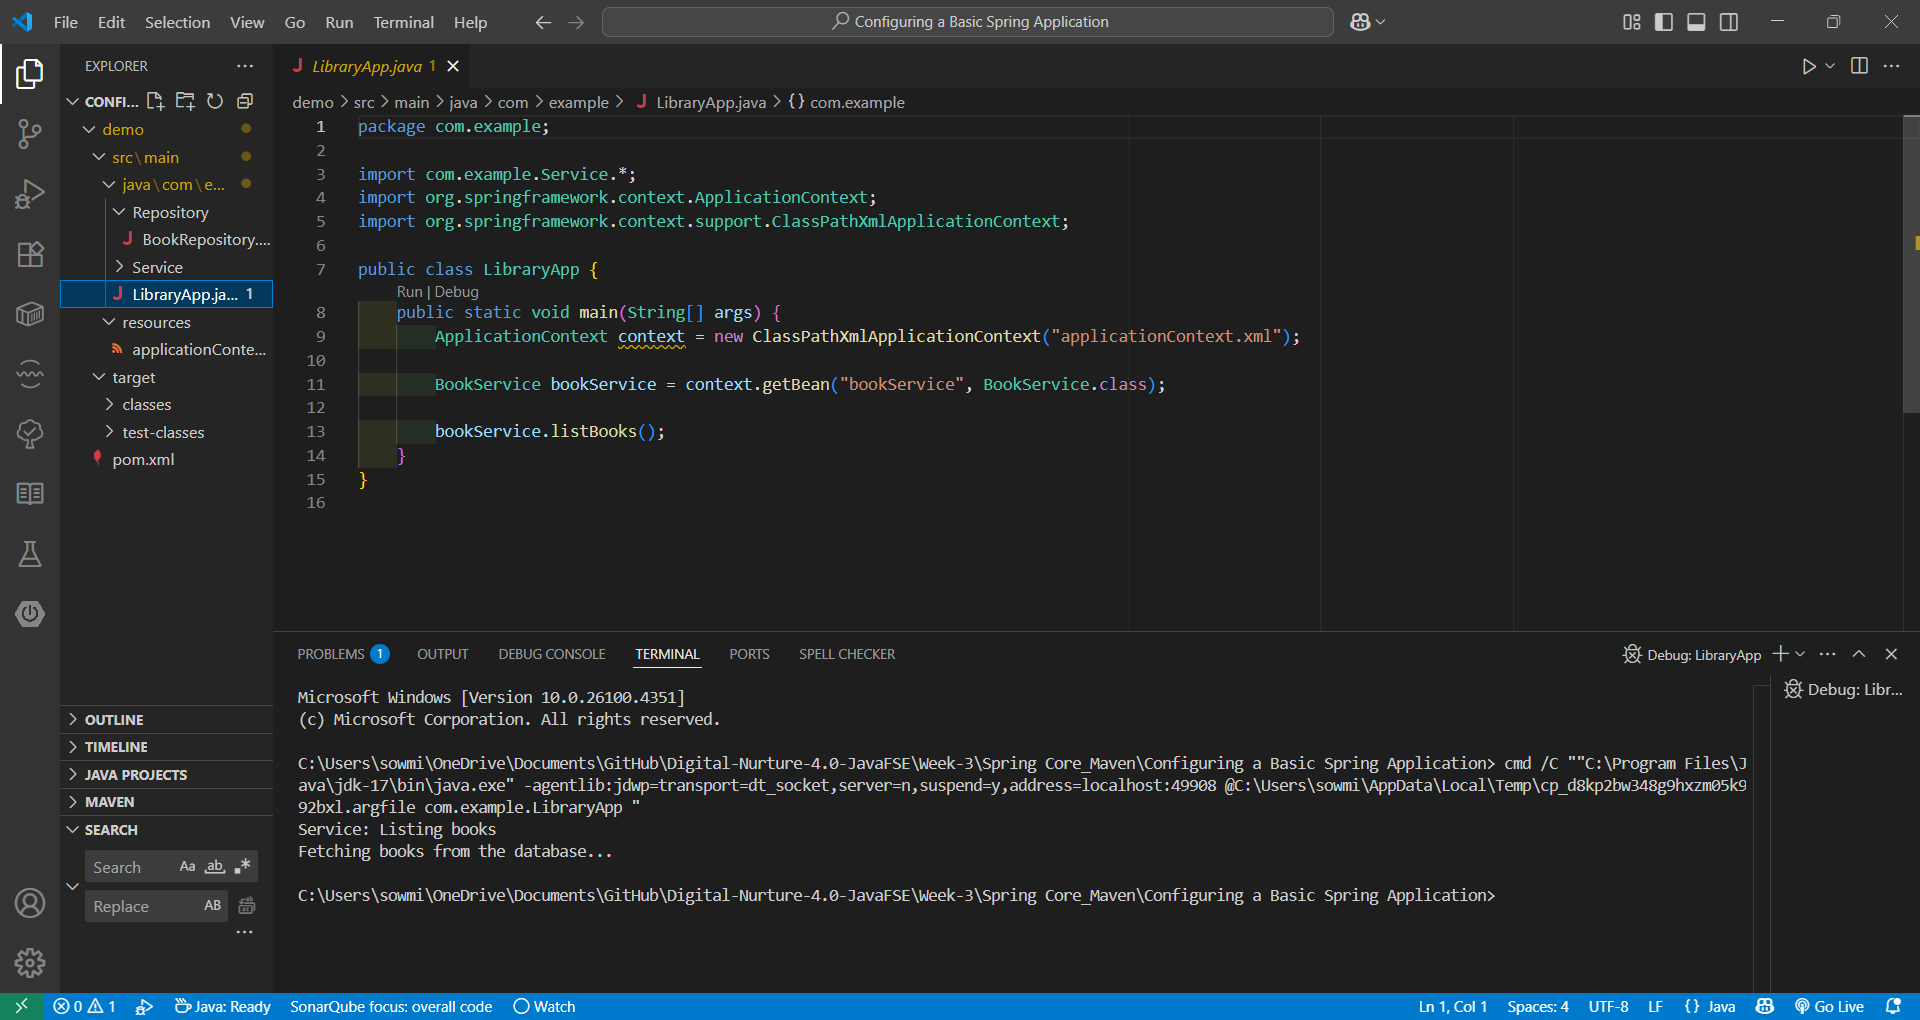 File Edit Selection View Go Run Terminal Help
Configuring a Basic Spring Application
EXPLORER
CONFI...
demo
src\main
java\com\e...
Repository
BookRepository....
Service
LibraryApp.ja... 1
resources
applicationConte...
target
classes
test-classes
pom.xml
OUTLINE
TIMELINE
JAVA PROJECTS
MAVEN
SEARCH
Search Aa ab .*
Replace AB
LibraryApp.java 1
demo > src > main > java > com > example > LibraryApp.java > {} com.example
1 package com.example;
2
3 import com.example.Service.*;
4 import org.springframework.context.ApplicationContext;
5 import org.springframework.context.support.ClassPathXmlApplicationContext;
6
7 public class LibraryApp {
Run | Debug
8 public static void main(String[] args) {
9 ApplicationContext context = new ClassPathXmlApplicationContext("applicationContext.xml");
10
11 BookService bookService = context.getBean("bookService", BookService.class);
12
13 bookService.listBooks();
14 }
15 }
16
PROBLEMS 1 OUTPUT DEBUG CONSOLE TERMINAL PORTS SPELL CHECKER
Debug: LibraryApp
Debug: Libr...
Microsoft Windows [Version 10.0.26100.4351]
(c) Microsoft Corporation. All rights reserved.
C:\Users\sowmi\OneDrive\Documents\GitHub\Digital-Nurture-4.0-JavaFSE\Week-3\Spring Core_Maven\Configuring a Basic Spring Application> cmd /C ""C:\Program Files\J
ava\jdk-17\bin\java.exe" -agentlib:jdwp=transport=dt_socket,server=n,suspend=y,address=localhost:49908 @C:\Users\sowmi\AppData\Local\Temp\cp_d8kp2bw348g9hxzm05k9
92bxl.argfile com.example.LibraryApp "
Service: Listing books
Fetching books from the database...
C:\Users\sowmi\OneDrive\Documents\GitHub\Digital-Nurture-4.0-JavaFSE\Week-3\Spring Core_Maven\Configuring a Basic Spring Application>
0 1 Java: Ready SonarQube focus: overall code Watch
Ln 1, Col 1 Spaces: 4 UTF-8 LF {} Java Go Live